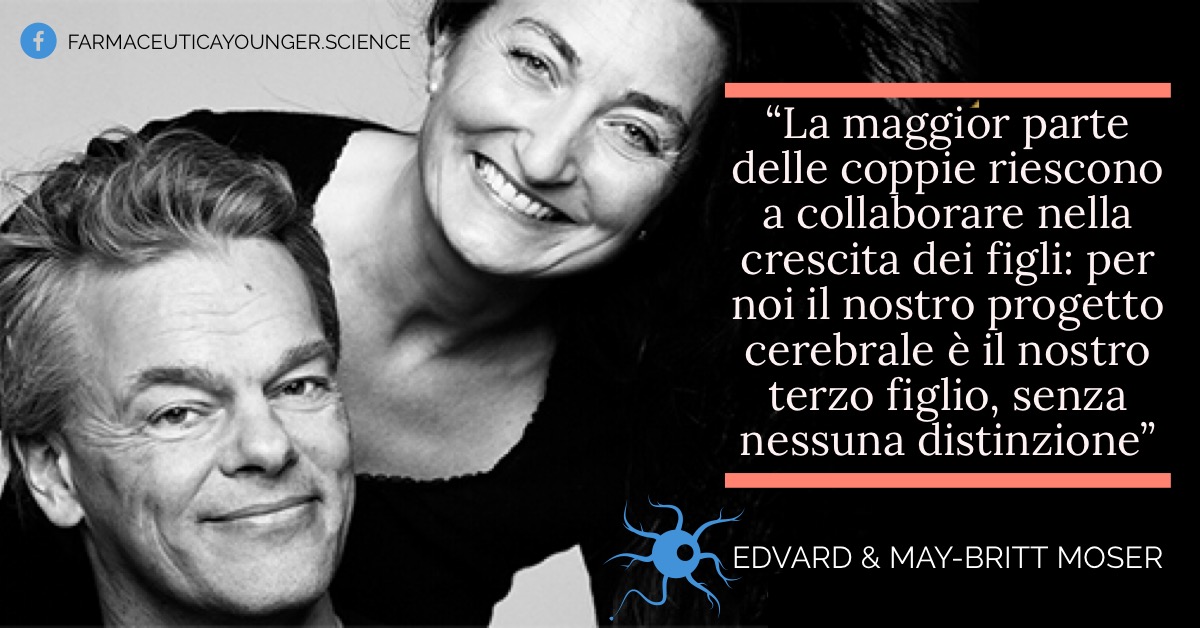 FARMACEUTICAYOUNGER.SCIENCE
“La maggior parte
delle coppie riescono
a collaborare nella
crescita dei figli: per
noi il nostro progetto
cerebrale è il nostro
terzo figlio, senza
nessuna distinzione”
EDVARD & MAY-BRITT MOSER